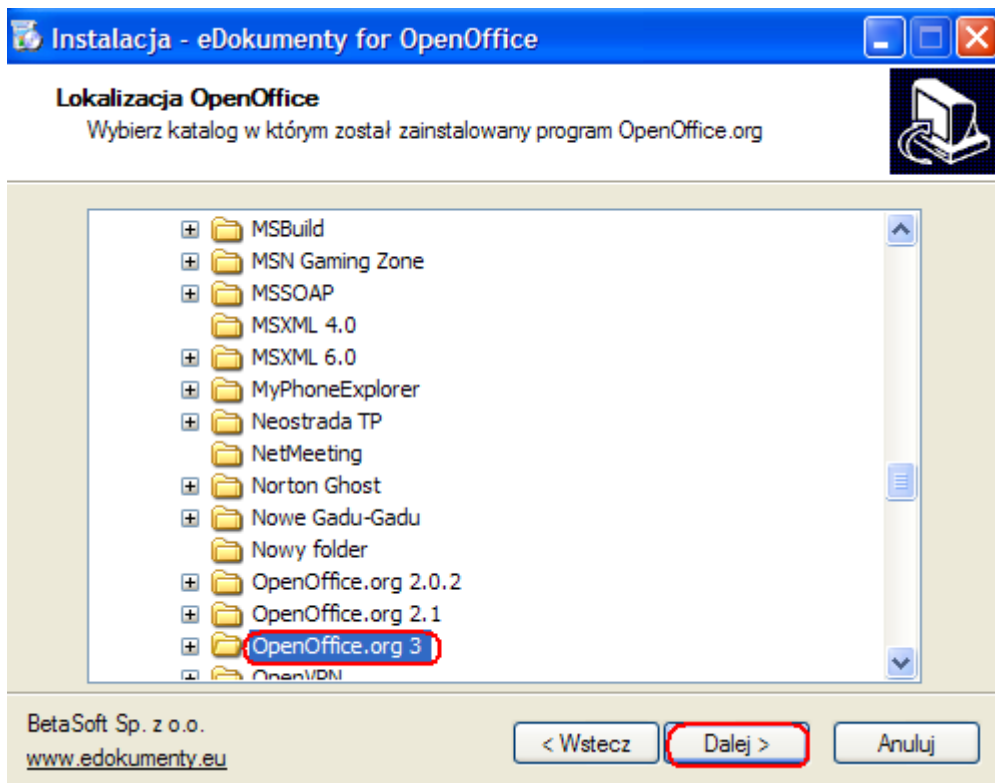 Instalacja - eDokumenty for OpenOffice
Lokalizacja OpenOffice
Wybierz katalog w którym został zainstalowany program OpenOffice.org
MSBuild
MSN Gaming Zone
MSSOAP
MSXML 4.0
MSXML 6.0
MyPhoneExplorer
Neostrada TP
NetMeeting
Norton Ghost
Nowe Gadu-Gadu
Nowy folder
OpenOffice.org 2.0.2
OpenOffice.org 2.1
OpenOffice.org 3
OpenVPN
BetaSoft Sp. z o.o.
www.edokumenty.eu
< Wstecz
Dalej >
Anuluj